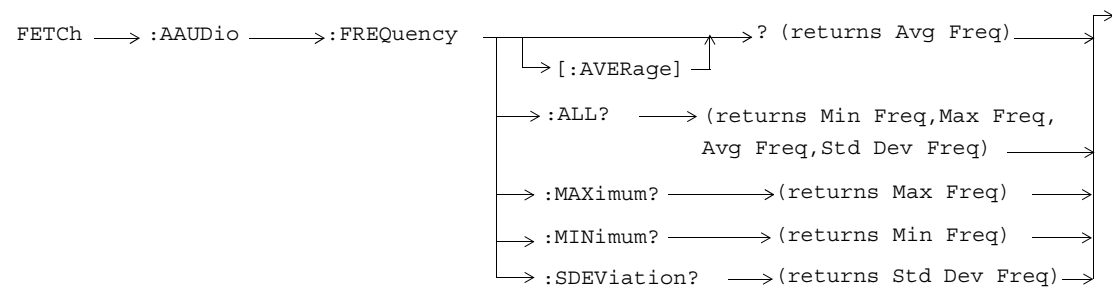 FETCh :AAUDio :FREQuency ? (returns Avg Freq)
[:AVERage]
:ALL? (returns Min Freq,Max Freq,
Avg Freq,Std Dev Freq)
:MAXimum? (returns Max Freq)
:MINimum? (returns Min Freq)
:SDEViation? (returns Std Dev Freq)